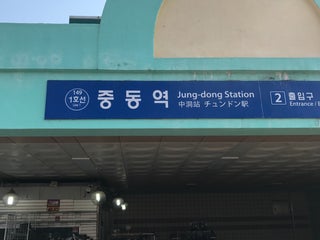 149
1호선
중동역
Jung-dong Station
中洞站 チュンドン駅
2
출입구
Entrance /